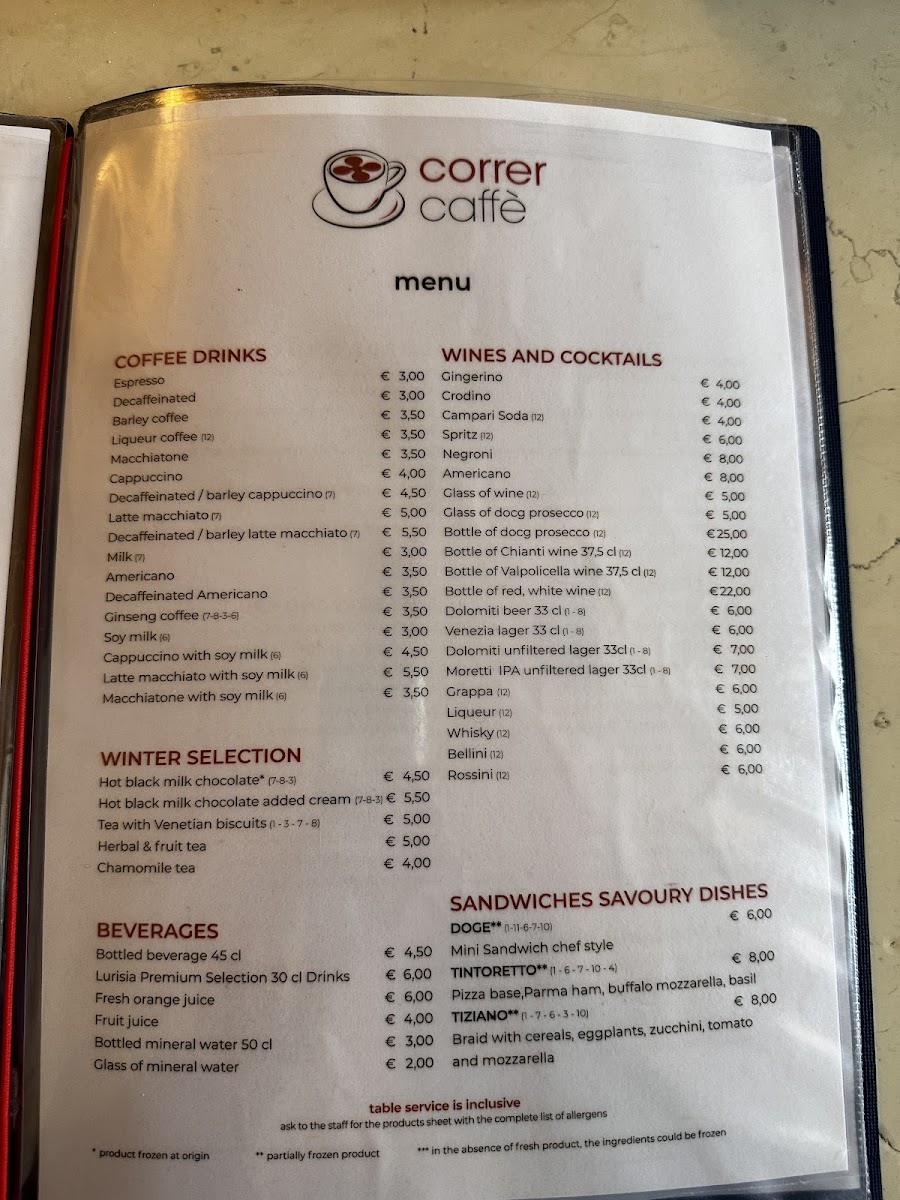 correr
caffè
menu
COFFEE DRINKS
Espresso € 3,00
Decaffeinated € 3,00
Barley coffee € 3,50
Liqueur coffee (12) € 3,50
Macchiatone € 3,50
Cappuccino € 4,00
Decaffeinated / barley cappuccino (7) € 4,50
Latte macchiato (7) € 5,00
Decaffeinated / barley latte macchiato (7) € 5,50
Milk (7) € 3,00
Americano € 3,50
Decaffeinated Americano € 3,50
Ginseng coffee (7-8-3-6) € 3,50
Soy milk (6) € 3,00
Cappuccino with soy milk (6) € 4,50
Latte macchiato with soy milk (6) € 5,50
Macchiatone with soy milk (6) € 3,50
WINTER SELECTION
Hot black milk chocolate* (7-8-3) € 4,50
Hot black milk chocolate added cream (7-8-3) € 5,50
Tea with Venetian biscuits (1 - 3 - 7 - 8) € 5,00
Herbal & fruit tea € 5,00
Chamomile tea € 4,00
BEVERAGES
Bottled beverage 45 cl € 4,50
Lurisia Premium Selection 30 cl Drinks € 6,00
Fresh orange juice € 6,00
Fruit juice € 4,00
Bottled mineral water 50 cl € 3,00
Glass of mineral water € 2,00
WINES AND COCKTAILS
Gingerino € 4,00
Crodino € 4,00
Campari Soda (12) € 4,00
Spritz (12) € 6,00
Negroni € 8,00
Americano € 8,00
Glass of wine (12) € 5,00
Glass of docg prosecco (12) € 5,00
Bottle of docg prosecco (12) €25,00
Bottle of Chianti wine 37,5 cl (12) € 12,00
Bottle of Valpolicella wine 37,5 cl (12) € 12,00
Bottle of red, white wine (12) €22,00
Dolomiti beer 33 cl (1 - 8) € 6,00
Venezia lager 33 cl (1 - 8) € 6,00
Dolomiti unfiltered lager 33cl (1 - 8) € 7,00
Moretti IPA unfiltered lager 33cl (1 - 8) € 7,00
Grappa (12) € 6,00
Liqueur (12) € 5,00
Whisky (12) € 6,00
Bellini (12) € 6,00
Rossini (12) € 6,00
SANDWICHES SAVOURY DISHES
DOGE** (1-11-6-7-10) € 6,00
Mini Sandwich chef style
TINTORETTO** (1 - 6 - 7 - 10 - 4) € 8,00
Pizza base,Parma ham, buffalo mozzarella, basil
TIZIANO** (1 - 7 - 6 - 3 - 10) € 8,00
Braid with cereals, eggplants, zucchini, tomato
and mozzarella
table service is inclusive
ask to the staff for the products sheet with the complete list of allergens
* product frozen at origin ** partially frozen product *** in the absence of fresh product, the ingredients could be frozen